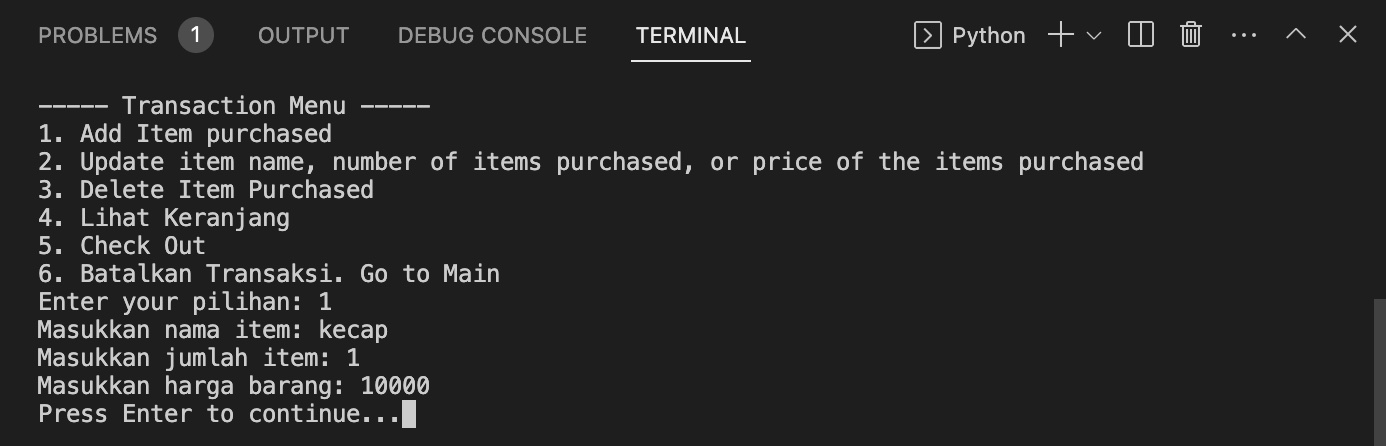 PROBLEMS 1 OUTPUT DEBUG CONSOLE TERMINAL Python
----- Transaction Menu -----
1. Add Item purchased
2. Update item name, number of items purchased, or price of the items purchased
3. Delete Item Purchased
4. Lihat Keranjang
5. Check Out
6. Batalkan Transaksi. Go to Main
Enter your pilihan: 1
Masukkan nama item: kecap
Masukkan jumlah item: 1
Masukkan harga barang: 10000
Press Enter to continue...